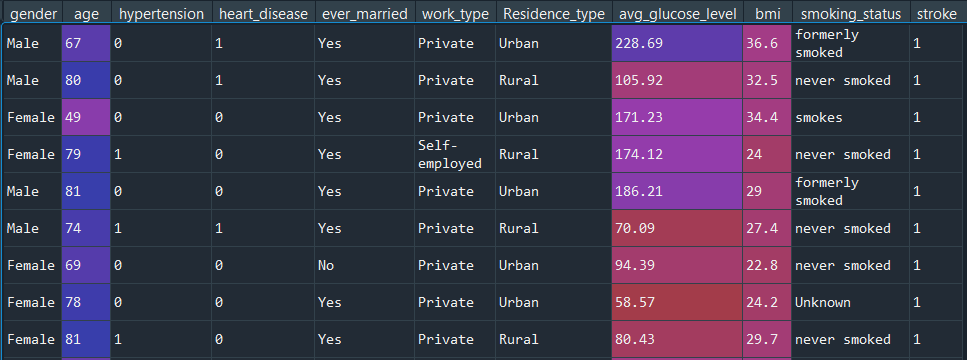 gender age hypertension heart_disease ever_married work_type Residence_type avg_glucose_level bmi smoking_status stroke
Male 67 0 1 Yes Private Urban 228.69 36.6 formerly smoked 1
Male 80 0 1 Yes Private Rural 105.92 32.5 never smoked 1
Female 49 0 0 Yes Private Urban 171.23 34.4 smokes 1
Female 79 1 0 Yes Self-employed Rural 174.12 24 never smoked 1
Male 81 0 0 Yes Private Urban 186.21 29 formerly smoked 1
Male 74 1 1 Yes Private Rural 70.09 27.4 never smoked 1
Female 69 0 0 No Private Urban 94.39 22.8 never smoked 1
Female 78 0 0 Yes Private Urban 58.57 24.2 Unknown 1
Female 81 1 0 Yes Private Rural 80.43 29.7 never smoked 1